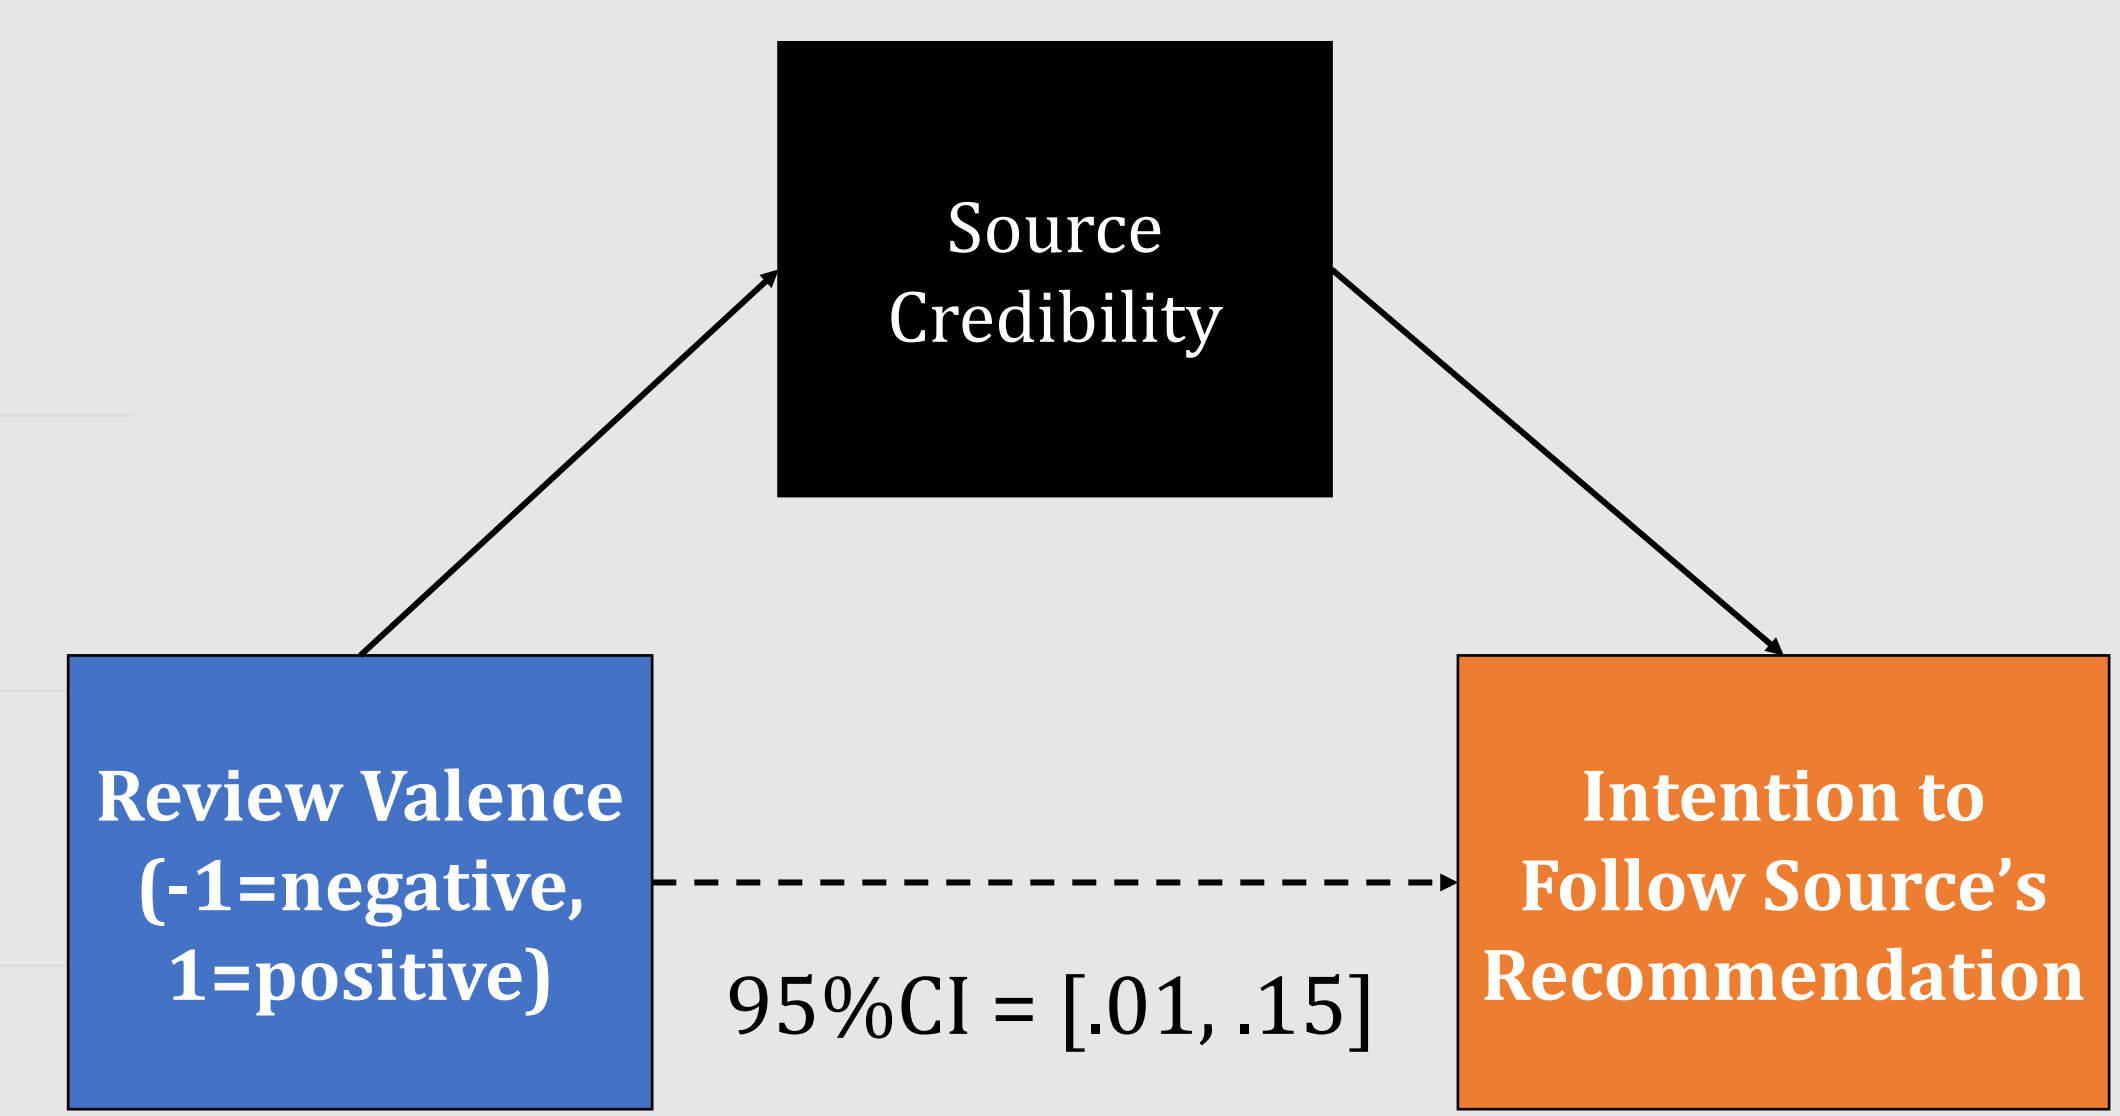 Source
Credibility
Review Valence
(-1=negative,
1=positive)
Intention to
Follow Source’s
Recommendation
95%CI = [.01, .15]